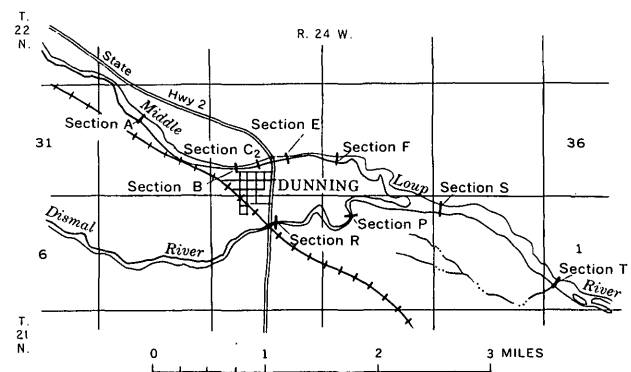 T.
22
N.
R. 24 W.
State
Hwy 2
Middle
Section A
Section E
31
Section C2
Section F
36
Section B
DUNNING
Loup
Section S
Dismal
River
Section P
6
Section R
1
Section T
River
T.
21
N.
0 1 2 3 MILES